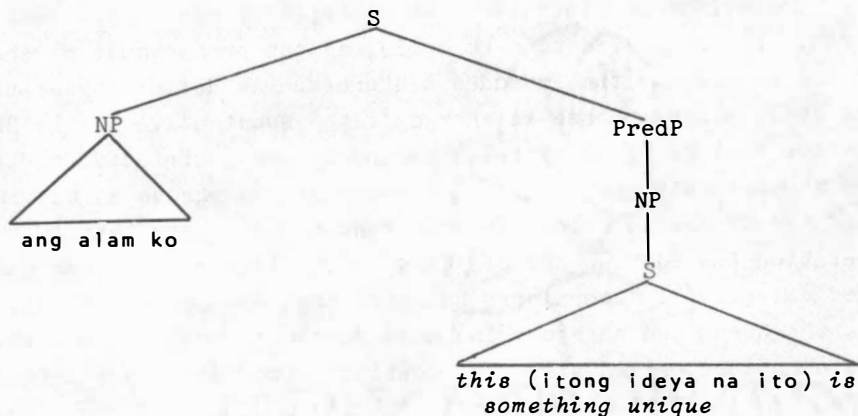 S
NP
PredP
ang alam ko
NP
S
this (itong ideya na ito) is
something unique